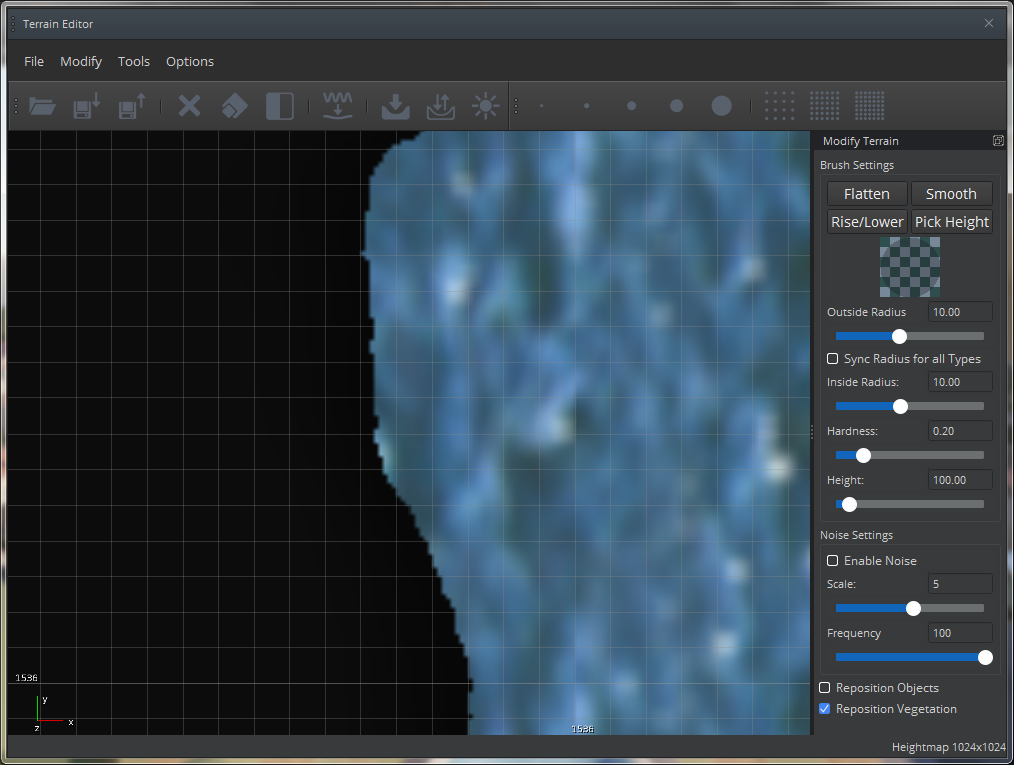 Terrain Editor
File Modify Tools Options
Modify Terrain
Brush Settings
Flatten Smooth
Rise/Lower Pick Height
Outside Radius 10.00
Sync Radius for all Types
Inside Radius: 10.00
Hardness: 0.20
Height: 100.00
Noise Settings
Enable Noise
Scale: 5
Frequency 100
Reposition Objects
Reposition Vegetation
1536
y
x
z
1536
Heightmap 1024x1024